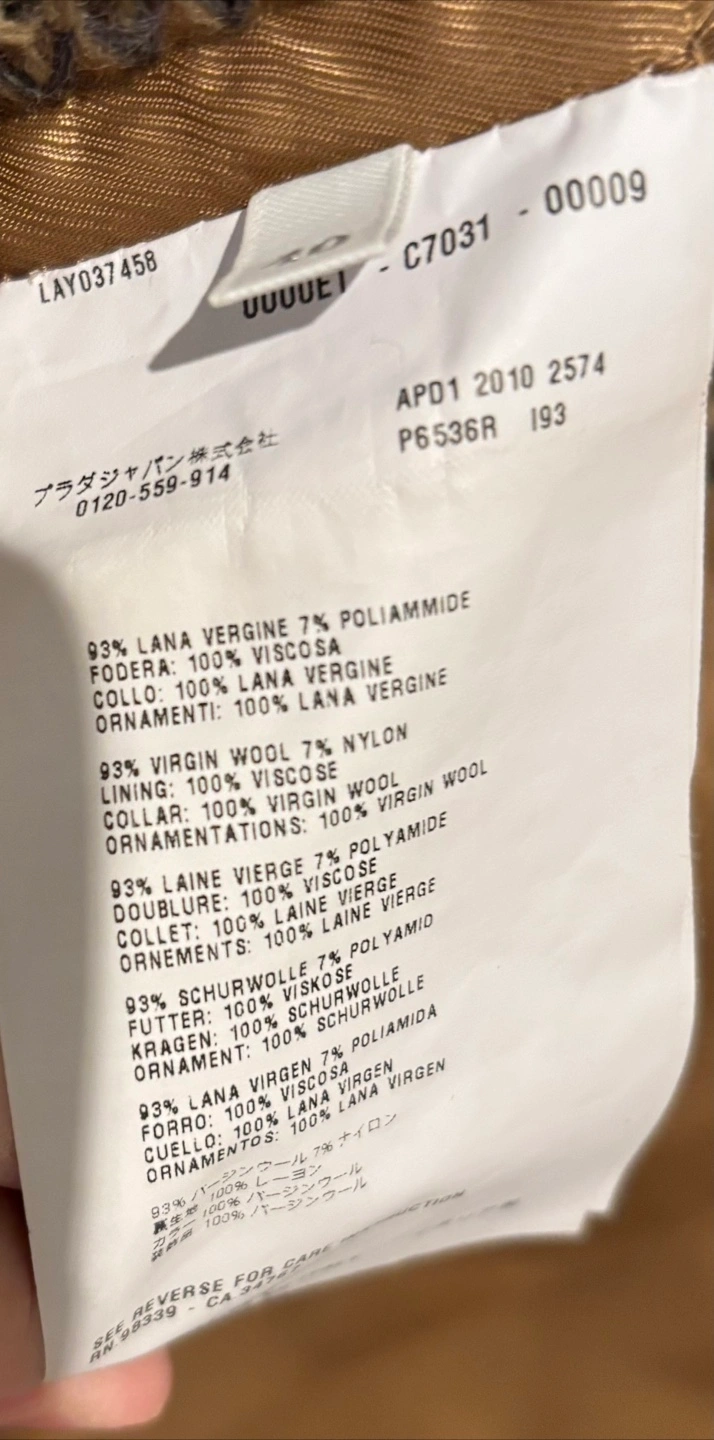 LAY037458
- C7031 - 00009
APD1 2010 2574
P6536R I93
プラダジャパン株式会社
0120-559-914
93% LANA VERGINE 7% POLIAMMIDE
FODERA: 100% VISCOSA
COLLO: 100% LANA VERGINE
ORNAMENTI: 100% LANA VERGINE
93% VIRGIN WOOL 7% NYLON
LINING: 100% VISCOSE
COLLAR: 100% VIRGIN WOOL
ORNAMENTATIONS: 100% VIRGIN WOOL
93% LAINE VIERGE 7% POLYAMIDE
DOUBLURE: 100% VISCOSE
COLLET: 100% LAINE VIERGE
ORNEMENTS: 100% LAINE VIERGE
93% SCHURWOLLE 7% POLYAMID
FUTTER: 100% VISKOSE
KRAGEN: 100% SCHURWOLLE
ORNAMENT: 100% SCHURWOLLE
93% LANA VIRGEN 7% POLIAMIDA
FORRO: 100% VISCOSA
CUELLO: 100% LANA VIRGEN
ORNAMENTOS: 100% LANA VIRGEN
93% バージンウール 7% ナイロン
裏生地 100% レーヨン
カラー 100% バージンウール
100% バージンウール
SEE REVERSE FOR CARE
RN.98339 - CA